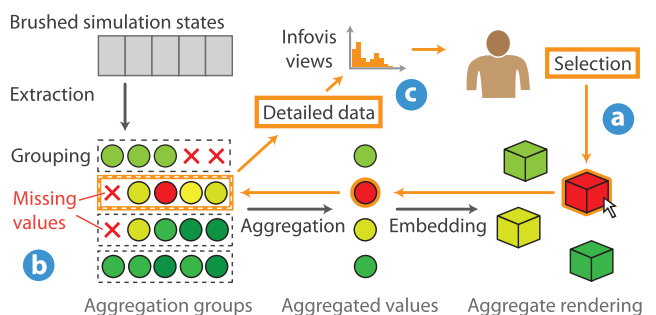 Brushed simulation states
Infovis
views
Selection
Extraction
c
Detailed data
a
Grouping
Missing
values
Aggregation
Embedding
b
Aggregation groups
Aggregated values
Aggregate rendering